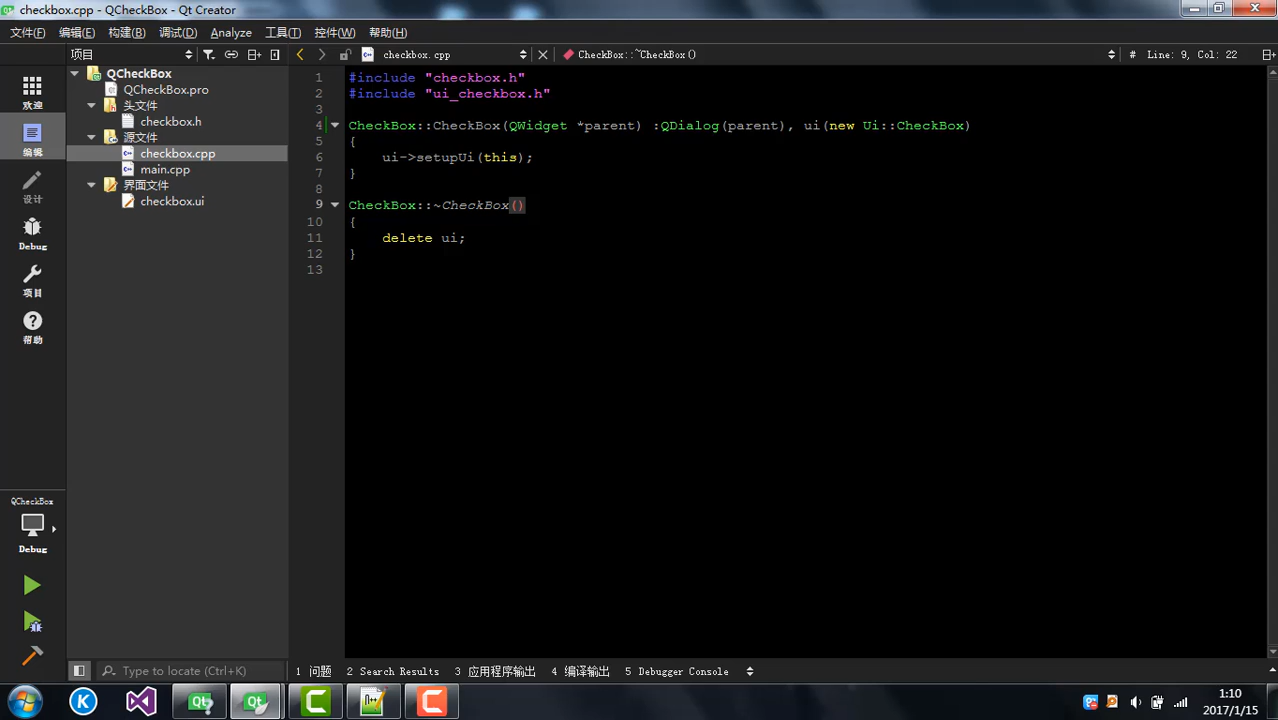 checkbox.cpp - QCheckBox - Qt Creator
文件(F) 编辑(E) 构建(B) 调试(D) Analyze 工具(T) 控件(W) 帮助(H)
项目
checkbox.cpp
CheckBox::~CheckBox()
# Line: 9, Col: 22
欢迎
编辑
设计
Debug
项目
帮助
QCheckBox
QCheckBox.pro
头文件
checkbox.h
源文件
checkbox.cpp
main.cpp
界面文件
checkbox.ui
1 #include "checkbox.h"
2 #include "ui_checkbox.h"
3
4 CheckBox::CheckBox(QWidget *parent) :QDialog(parent), ui(new Ui::CheckBox)
5 {
6 ui->setupUi(this);
7 }
8
9 CheckBox::~CheckBox()
10 {
11 delete ui;
12 }
13
QCheckBox
Debug
Type to locate (Ctrl+K)
1 问题 2 Search Results 3 应用程序输出 4 编译输出 5 Debugger Console
1:10
2017/1/15